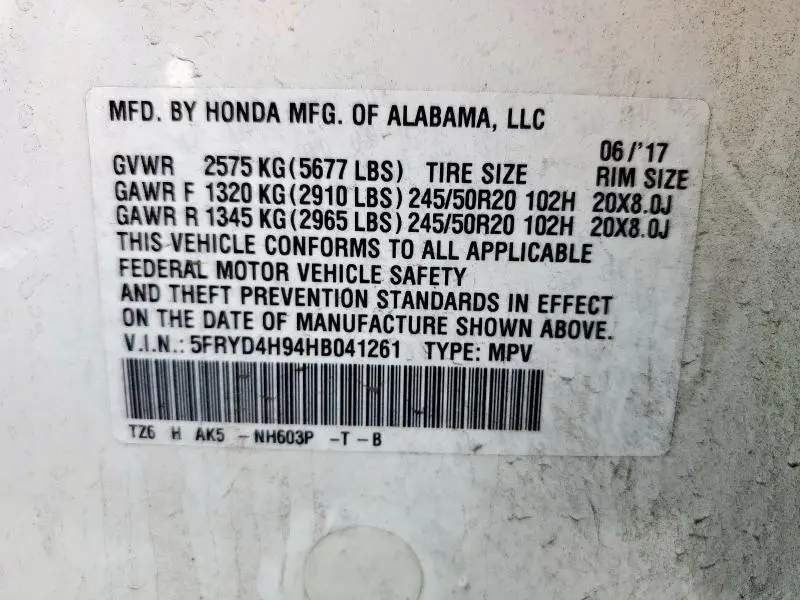 MFD. BY HONDA MFG. OF ALABAMA, LLC
06/'17
GVWR 2575 KG(5677 LBS) TIRE SIZE RIM SIZE
GAWR F 1320 KG(2910 LBS) 245/50R20 102H 20X8.0J
GAWR R 1345 KG(2965 LBS) 245/50R20 102H 20X8.0J
THIS VEHICLE CONFORMS TO ALL APPLICABLE
FEDERAL MOTOR VEHICLE SAFETY
AND THEFT PREVENTION STANDARDS IN EFFECT
ON THE DATE OF MANUFACTURE SHOWN ABOVE.
V.I.N.: 5FRYD4H94HB041261 TYPE: MPV
TZ6 H AK5 -NH603P -T -B